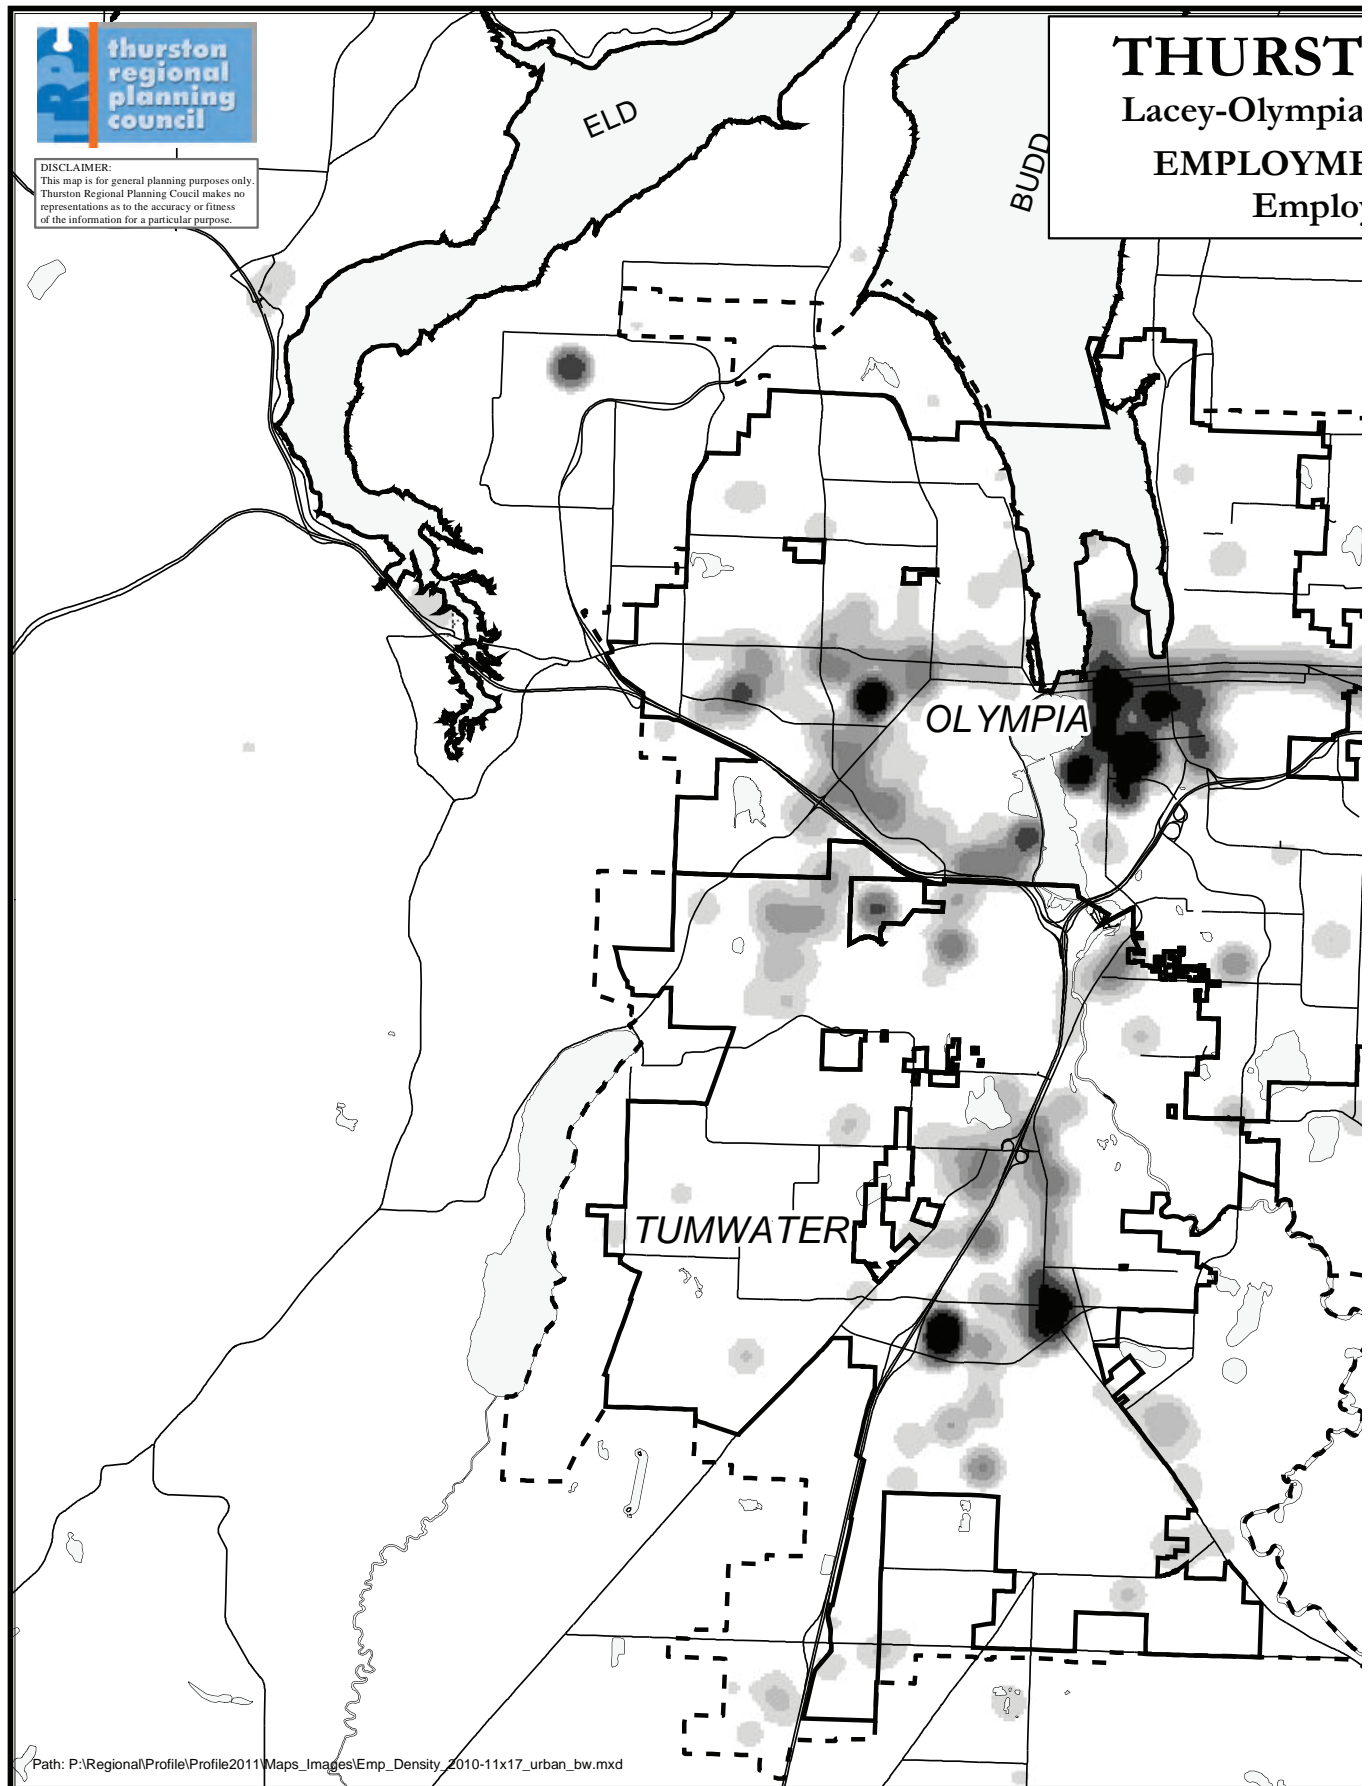 TRPC
thurston
regional
planning
council
DISCLAIMER:
This map is for general planning purposes only.
Thurston Regional Planning Coucil makes no
representations as to the accuracy or fitness
of the information for a particular purpose.
THURST
Lacey-Olympia
EMPLOYME
Employ
ELD
BUDD
OLYMPIA
TUMWATER
Path: P:\Regional\Profile\Profile2011\Maps_Images\Emp_Density_2010-11x17_urban_bw.mxd